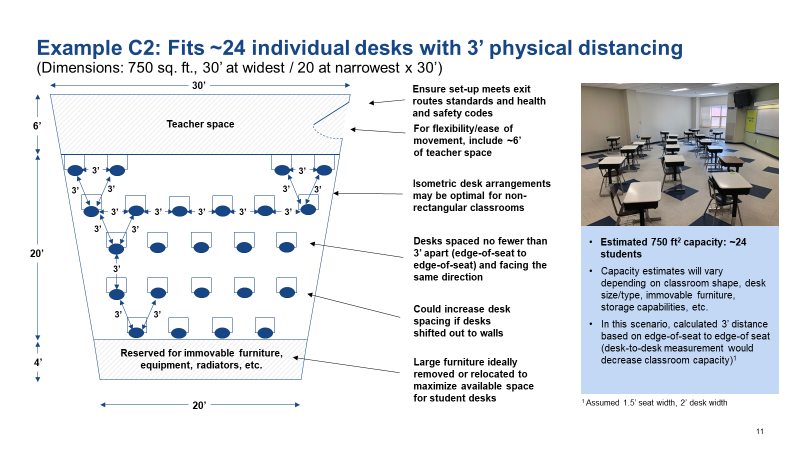 Example C2: Fits ~24 individual desks with 3’ physical distancing
(Dimensions: 750 sq. ft., 30’ at widest / 20 at narrowest x 30’)
30’
6’
Teacher space
3’
3’
3’
3’
3’
3’
3’
3’
3’
3’
3’
3’
3’
3’
20’
3’
3’
3’
4’
Reserved for immovable furniture,
equipment, radiators, etc.
20’
Ensure set-up meets exit
routes standards and health
and safety codes
For flexibility/ease of
movement, include ~6’
of teacher space
Isometric desk arrangements
may be optimal for non-
rectangular classrooms
Desks spaced no fewer than
3’ apart (edge-of-seat to
edge-of-seat) and facing the
same direction
Could increase desk
spacing if desks
shifted out to walls
Large furniture ideally
removed or relocated to
maximize available space
for student desks
• Estimated 750 ft² capacity: ~24
students
• Capacity estimates will vary
depending on classroom shape, desk
size/type, immovable furniture,
storage capabilities, etc.
• In this scenario, calculated 3’ distance
based on edge-of-seat to edge-of seat
(desk-to-desk measurement would
decrease classroom capacity)¹
¹ Assumed 1.5’ seat width, 2’ desk width
11